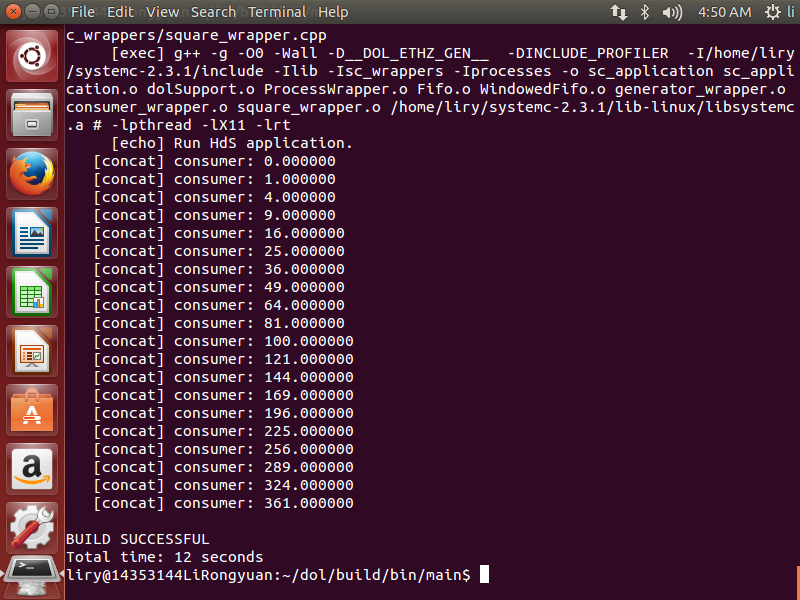 File Edit View Search Terminal Help
4:50 AM
li
c_wrappers/square_wrapper.cpp
[exec] g++ -g -O0 -Wall -D__DOL_ETHZ_GEN__ -DINCLUDE_PROFILER -I/home/liry
/systemc-2.3.1/include -Ilib -Isc_wrappers -Iprocesses -o sc_application sc_appli
cation.o dolSupport.o ProcessWrapper.o Fifo.o WindowedFifo.o generator_wrapper.o
consumer_wrapper.o square_wrapper.o /home/liry/systemc-2.3.1/lib-linux/libsystemc
.a # -lpthread -lX11 -lrt
[echo] Run HdS application.
[concat] consumer: 0.000000
[concat] consumer: 1.000000
[concat] consumer: 4.000000
[concat] consumer: 9.000000
[concat] consumer: 16.000000
[concat] consumer: 25.000000
[concat] consumer: 36.000000
[concat] consumer: 49.000000
[concat] consumer: 64.000000
[concat] consumer: 81.000000
[concat] consumer: 100.000000
[concat] consumer: 121.000000
[concat] consumer: 144.000000
[concat] consumer: 169.000000
[concat] consumer: 196.000000
[concat] consumer: 225.000000
[concat] consumer: 256.000000
[concat] consumer: 289.000000
[concat] consumer: 324.000000
[concat] consumer: 361.000000
BUILD SUCCESSFUL
Total time: 12 seconds
liry@14353144LiRongyuan:~/dol/build/bin/main$